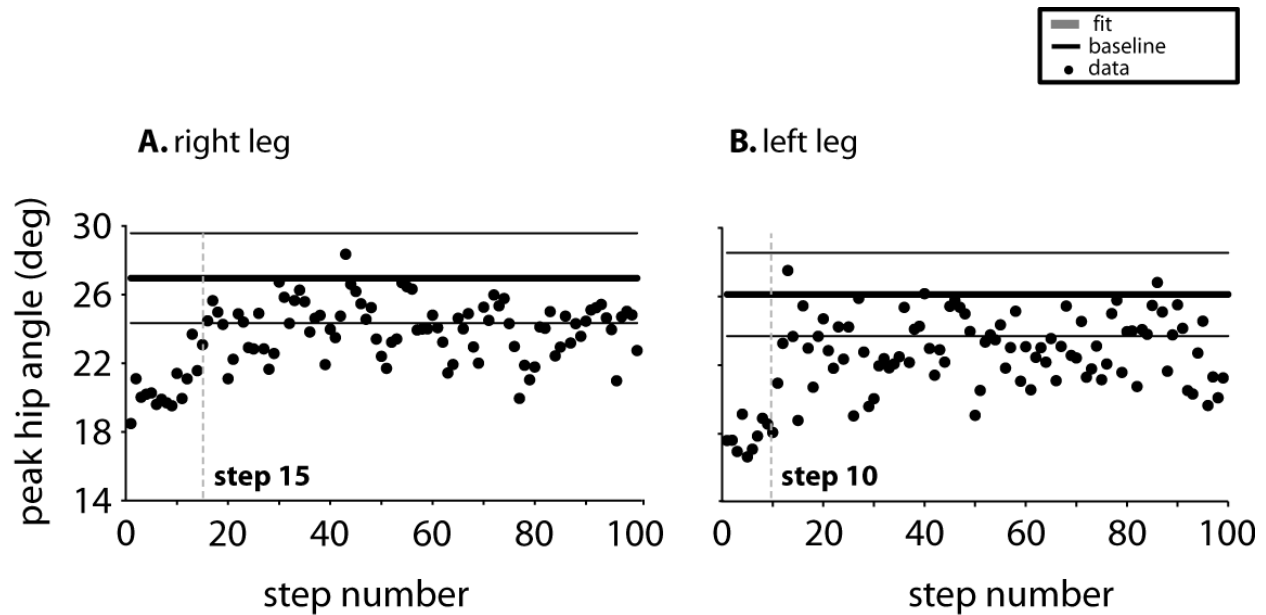 fit
baseline
data
A. right leg
B. left leg
peak hip angle (deg)
30
26
22
18
14
step 15
step 10
0 20 40 60 80 100
0 20 40 60 80 100
step number
step number